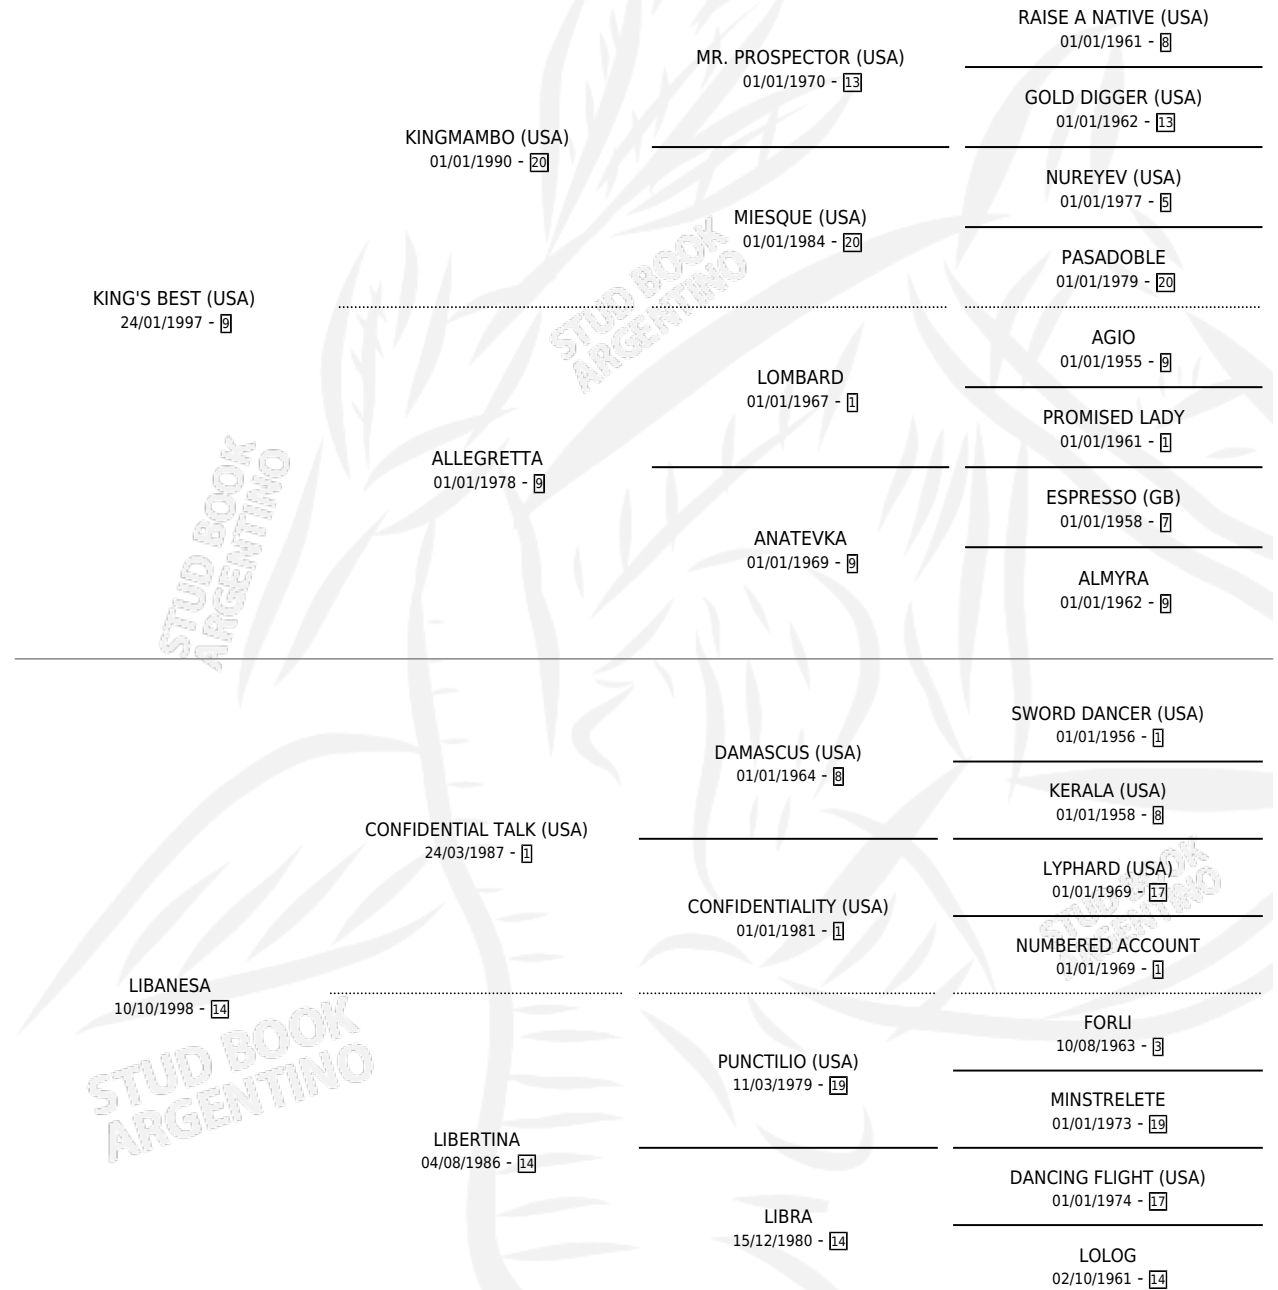 RAISE A NATIVE (USA)
01/01/1961 - 8
MR. PROSPECTOR (USA)
01/01/1970 - 13
GOLD DIGGER (USA)
01/01/1962 - 13
KINGMAMBO (USA)
01/01/1990 - 20
NUREYEV (USA)
01/01/1977 - 5
MIESQUE (USA)
01/01/1984 - 20
PASADOBLE
01/01/1979 - 20
KING'S BEST (USA)
24/01/1997 - 9
AGIO
01/01/1955 - 9
LOMBARD
01/01/1967 - 1
PROMISED LADY
01/01/1961 - 1
ALLEGRETTA
01/01/1978 - 9
ESPRESSO (GB)
01/01/1958 - 7
ANATEVKA
01/01/1969 - 9
ALMYRA
01/01/1962 - 9
STUD BOOK
ARGENTINO
STUD BOOK
ARGENTINO
SWORD DANCER (USA)
01/01/1956 - 1
DAMASCUS (USA)
01/01/1964 - 8
KERALA (USA)
01/01/1958 - 8
CONFIDENTIAL TALK (USA)
24/03/1987 - 1
LYPHARD (USA)
01/01/1969 - 17
CONFIDENTIALITY (USA)
01/01/1981 - 1
NUMBERED ACCOUNT
01/01/1969 - 1
LIBANESA
10/10/1998 - 14
FORLI
10/08/1963 - 3
PUNCTILIO (USA)
11/03/1979 - 19
MINSTRELETE
01/01/1973 - 19
LIBERTINA
04/08/1986 - 14
DANCING FLIGHT (USA)
01/01/1974 - 17
LIBRA
15/12/1980 - 14
LOLOG
02/10/1961 - 14
STUD BOOK
ARGENTINO
STUD BOOK
ARGENTINO